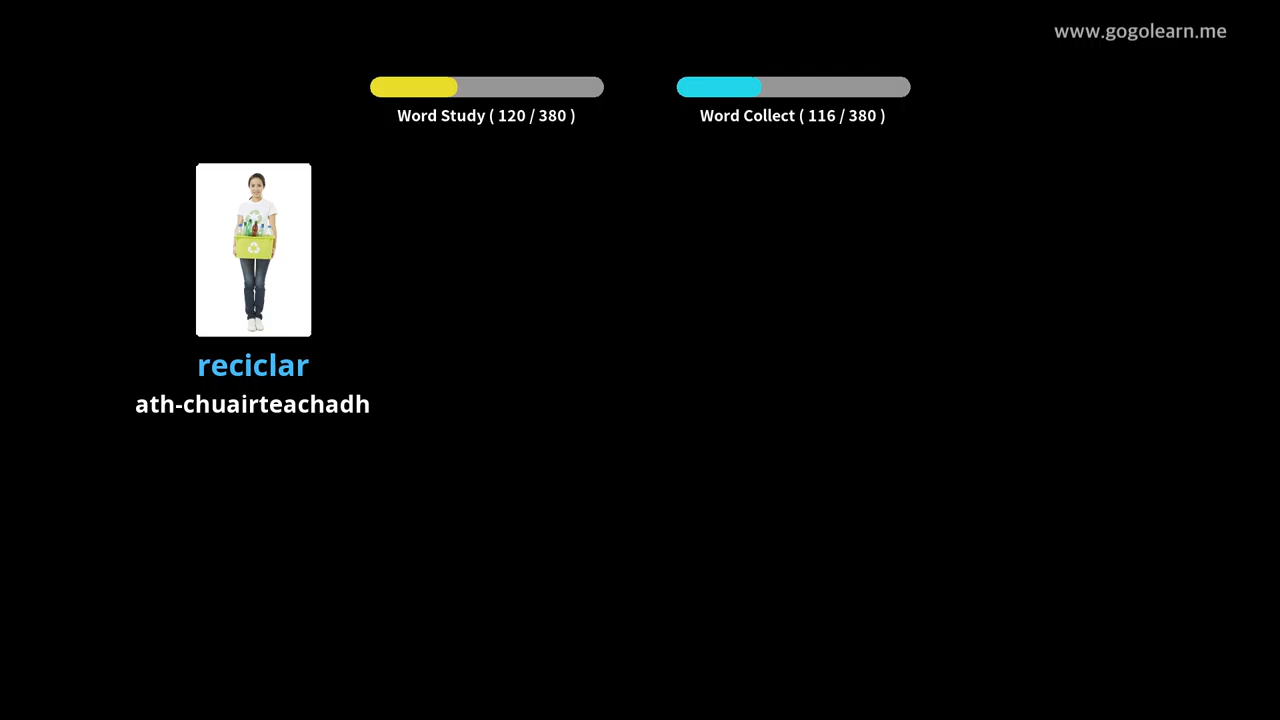 www.gogolearn.me
Word Study ( 120 / 380 )
Word Collect ( 116 / 380 )
reciclar
ath-chuairteachadh